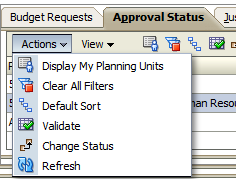 Budget Requests Approval Status
Actions View
Display My Planning Units
Clear All Filters
Default Sort
Validate
Change Status
Refresh